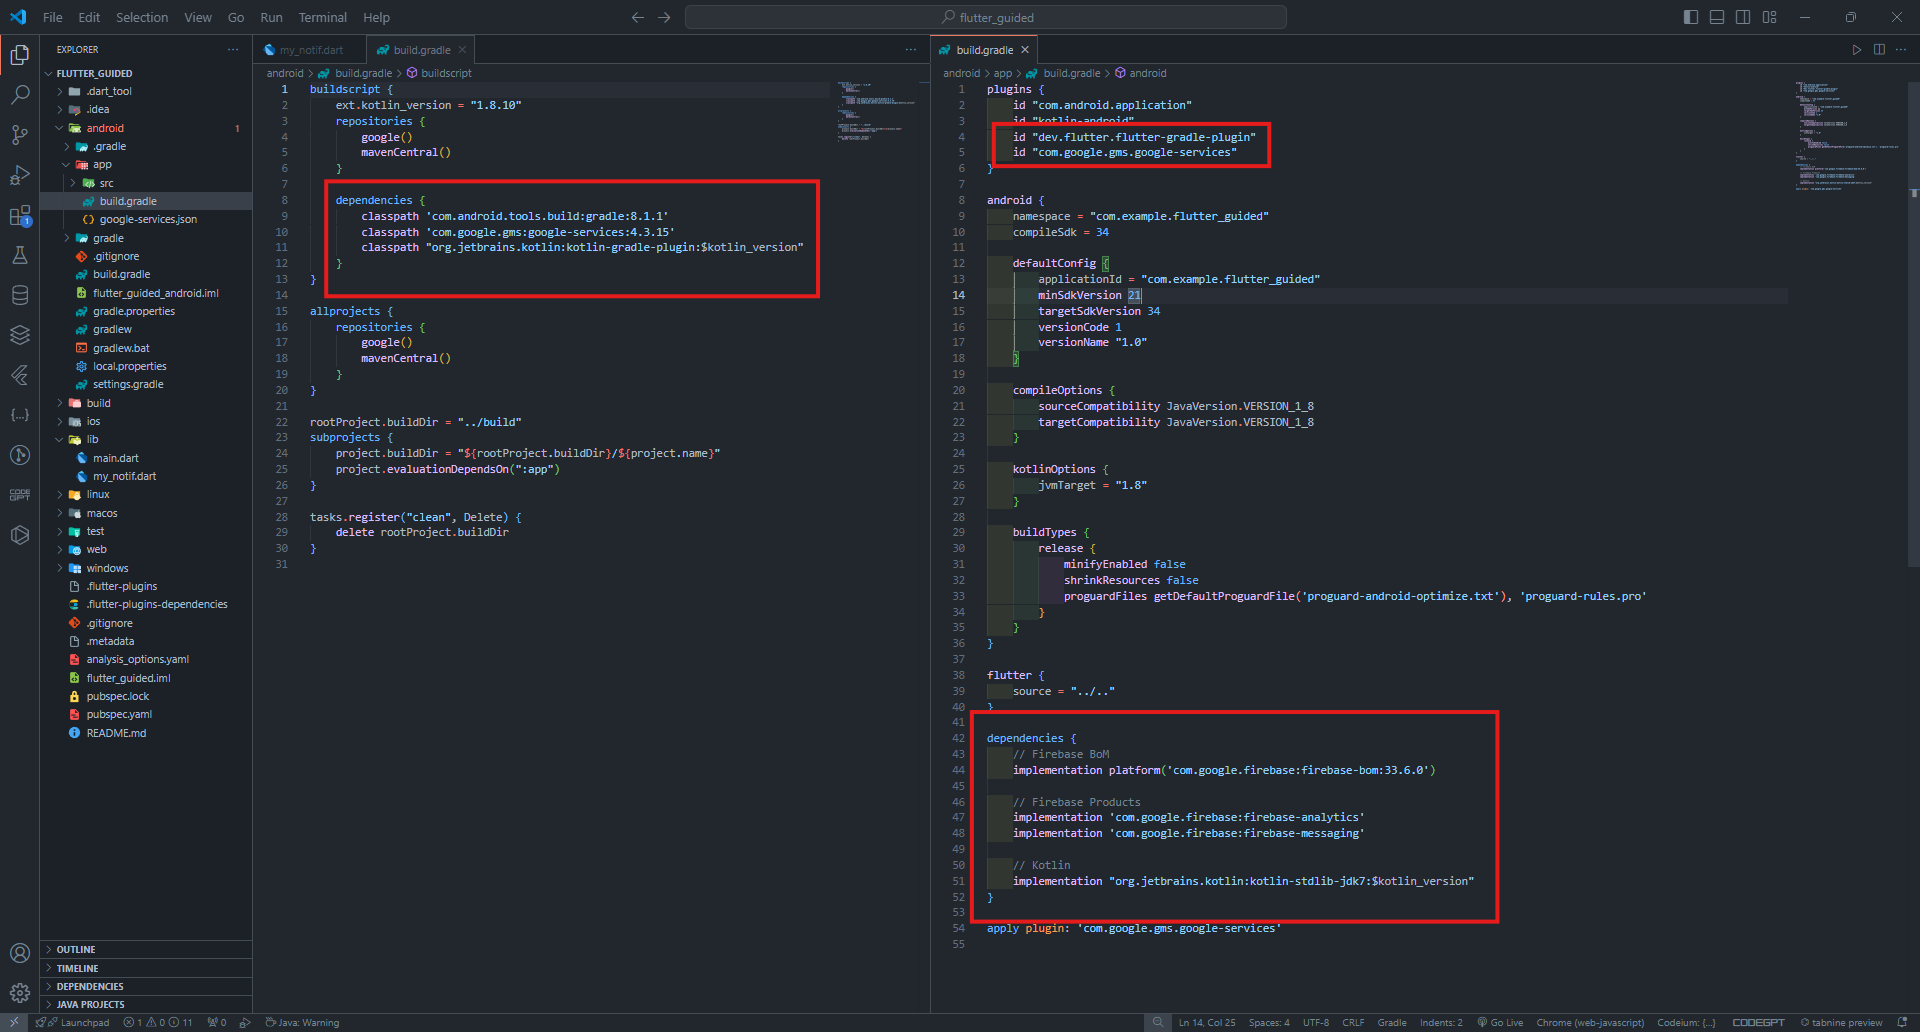 File Edit Selection View Go Run Terminal Help
flutter_guided
EXPLORER
FLUTTER_GUIDED
.dart_tool
.idea
android 1
.gradle
app
src
build.gradle
google-services.json
gradle
.gitignore
build.gradle
flutter_guided_android.iml
gradle.properties
gradlew
gradlew.bat
local.properties
settings.gradle
build
ios
lib
main.dart
my_notif.dart
linux
macos
test
web
windows
.flutter-plugins
.flutter-plugins-dependencies
.gitignore
.metadata
analysis_options.yaml
flutter_guided.iml
pubspec.lock
pubspec.yaml
README.md
OUTLINE
TIMELINE
DEPENDENCIES
JAVA PROJECTS
CODE
GPT
1
my_notif.dart build.gradle
android > build.gradle > buildscript
1 buildscript {
2 ext.kotlin_version = "1.8.10"
3 repositories {
4 google()
5 mavenCentral()
6 }
7
8 dependencies {
9 classpath 'com.android.tools.build:gradle:8.1.1'
10 classpath 'com.google.gms:google-services:4.3.15'
11 classpath "org.jetbrains.kotlin:kotlin-gradle-plugin:$kotlin_version"
12 }
13 }
14
15 allprojects {
16 repositories {
17 google()
18 mavenCentral()
19 }
20 }
21
22 rootProject.buildDir = "../build"
23 subprojects {
24 project.buildDir = "${rootProject.buildDir}/${project.name}"
25 project.evaluationDependsOn(":app")
26 }
27
28 tasks.register("clean", Delete) {
29 delete rootProject.buildDir
30 }
31
build.gradle
android > app > build.gradle > android
1 plugins {
2 id "com.android.application"
3 id "kotlin-android"
4 id "dev.flutter.flutter-gradle-plugin"
5 id "com.google.gms.google-services"
6 }
7
8 android {
9 namespace = "com.example.flutter_guided"
10 compileSdk = 34
11
12 defaultConfig {
13 applicationId = "com.example.flutter_guided"
14 minSdkVersion 21
15 targetSdkVersion 34
16 versionCode 1
17 versionName "1.0"
18 }
19
20 compileOptions {
21 sourceCompatibility JavaVersion.VERSION_1_8
22 targetCompatibility JavaVersion.VERSION_1_8
23 }
24
25 kotlinOptions {
26 jvmTarget = "1.8"
27 }
28
29 buildTypes {
30 release {
31 minifyEnabled false
32 shrinkResources false
33 proguardFiles getDefaultProguardFile('proguard-android-optimize.txt'), 'proguard-rules.pro'
34 }
35 }
36 }
37
38 flutter {
39 source = "../.."
40 }
41
42 dependencies {
43 // Firebase BoM
44 implementation platform('com.google.firebase:firebase-bom:33.6.0')
45
46 // Firebase Products
47 implementation 'com.google.firebase:firebase-analytics'
48 implementation 'com.google.firebase:firebase-messaging'
49
50 // Kotlin
51 implementation "org.jetbrains.kotlin:kotlin-stdlib-jdk7:$kotlin_version"
52 }
53
54 apply plugin: 'com.google.gms.google-services'
55
Launchpad 1 0 11 0 Java: Warning
Ln 14, Col 25 Spaces: 4 UTF-8 CRLF Gradle Indents: 2 Go Live Chrome (web-javascript) Codeium: {...} CODEGPT tabnine preview